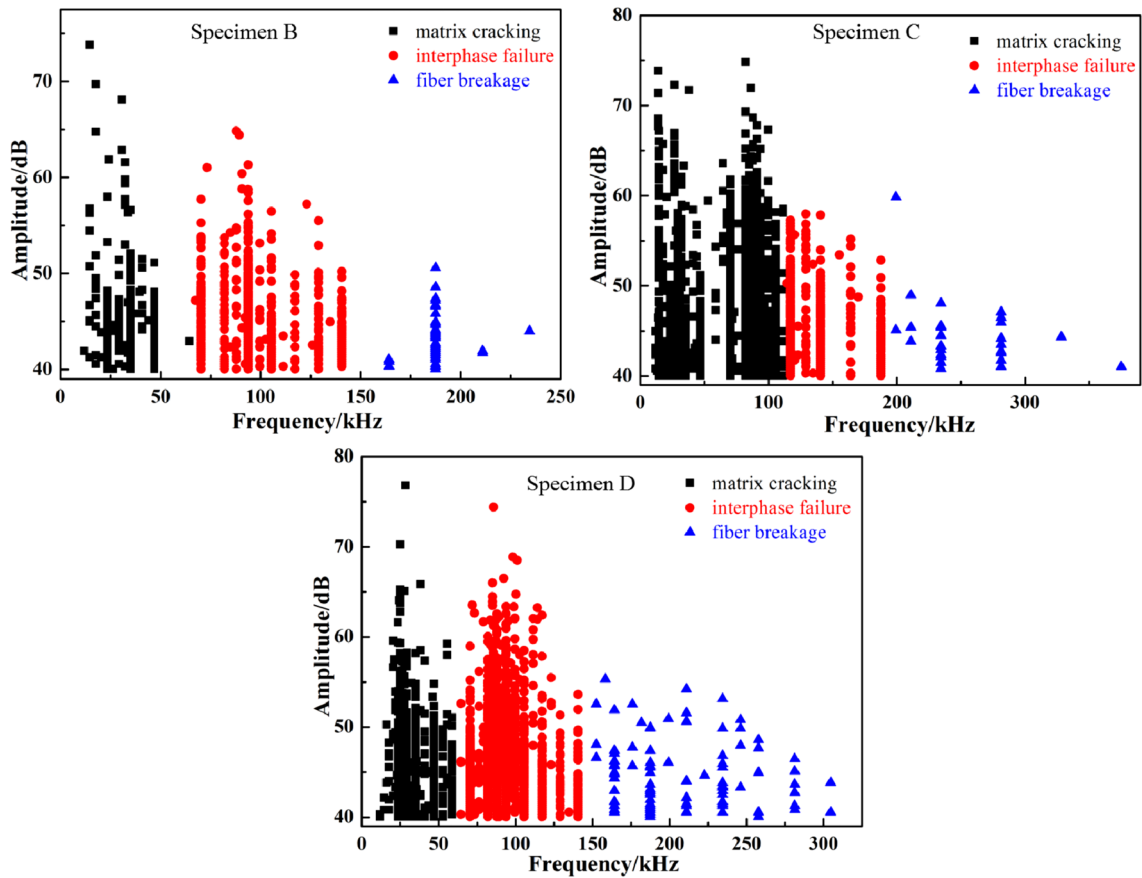 Specimen B
matrix cracking
interphase failure
fiber breakage
Amplitude/dB
70
60
50
40
0 50 100 150 200 250
Frequency/kHz
Specimen C
matrix cracking
interphase failure
fiber breakage
Amplitude/dB
80
70
60
50
40
0 100 200 300
Frequency/kHz
Specimen D
matrix cracking
interphase failure
fiber breakage
Amplitude/dB
80
70
60
50
40
0 50 100 150 200 250 300
Frequency/kHz